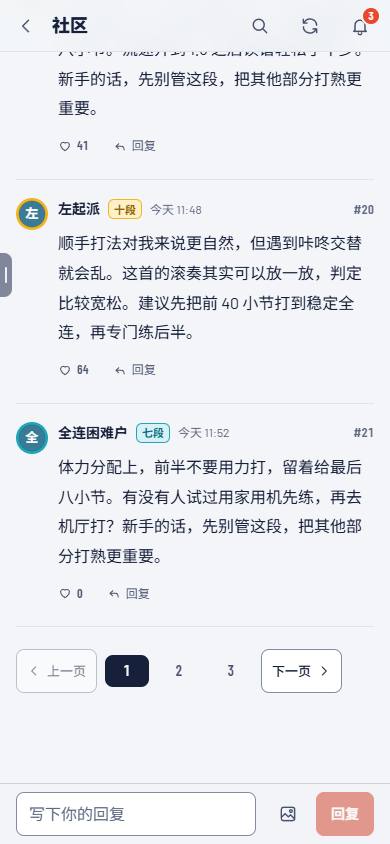 社区
3
新手的话，先别管这段，把其他部分打熟更
重要。
41 回复
左 左起派 十段 今天 11:48 #20
顺手打法对我来说更自然，但遇到咔咚交替
就会乱。这首的滚奏其实可以放一放，判定
比较宽松。建议先把前 40 小节打到稳定全
连，再专门练后半。
64 回复
全 全连困难户 七段 今天 11:52 #21
体力分配上，前半不要用力打，留着给最后
八小节。有没有人试过用家用机先练，再去
机厅打？新手的话，先别管这段，把其他部
分打熟更重要。
0 回复
上一页 1 2 3 下一页
写下你的回复 回复